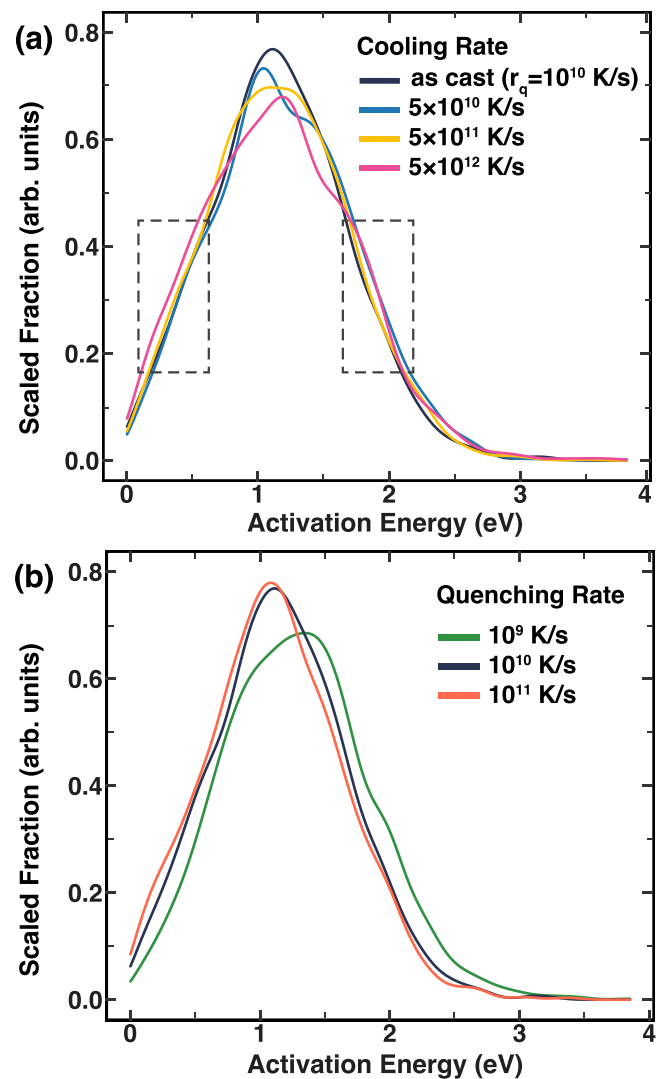 (a)
0.8
0.6
0.4
0.2
0.0
Scaled Fraction (arb. units)
Cooling Rate
as cast (r_q=10¹⁰ K/s)
5×10¹⁰ K/s
5×10¹¹ K/s
5×10¹² K/s
0 1 2 3 4
Activation Energy (eV)
(b)
0.8
0.6
0.4
0.2
0.0
Scaled Fraction (arb. units)
Quenching Rate
10⁹ K/s
10¹⁰ K/s
10¹¹ K/s
0 1 2 3 4
Activation Energy (eV)